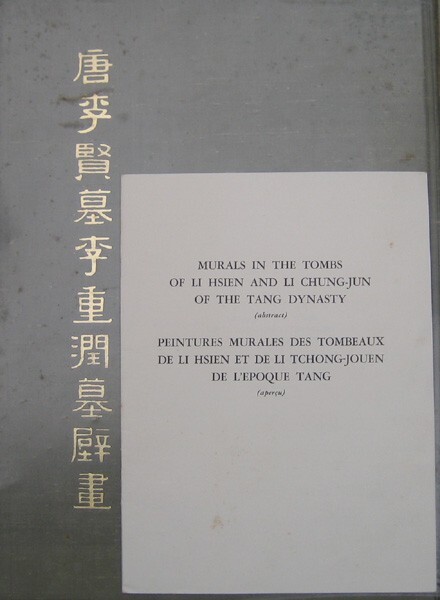 唐李賢墓李重潤墓壁畫
MURALS IN THE TOMBS
OF LI HSIEN AND LI CHUNG-JUN
OF THE TANG DYNASTY
(abstract)
PEINTURES MURALES DES TOMBEAUX
DE LI HSIEN ET DE LI TCHONG-JOUEN
DE L'EPOQUE TANG
(aperçu)